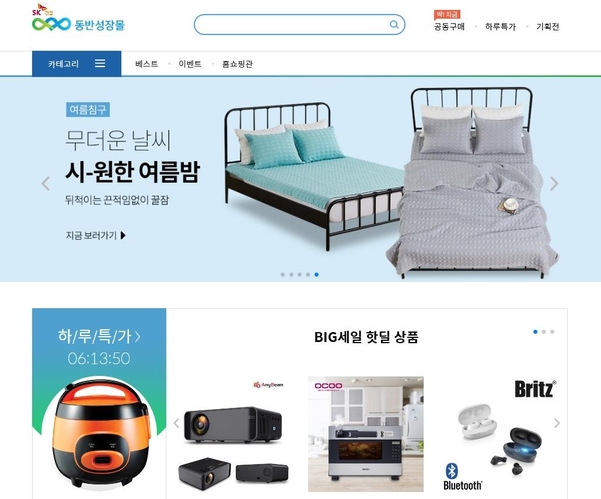 SK 건설
동반성장몰
딱! 지금
공동구매
하루특가
기획전
카테고리
베스트
이벤트
홈쇼핑관
여름침구
무더운 날씨
시-원한 여름밤
뒤척이는 끈적임없이 꿀잠
지금 보러가기
하/루/특/가
06:13:50
BIG세일 핫딜 상품
AnyBeam
OCOO
Britz
Bluetooth